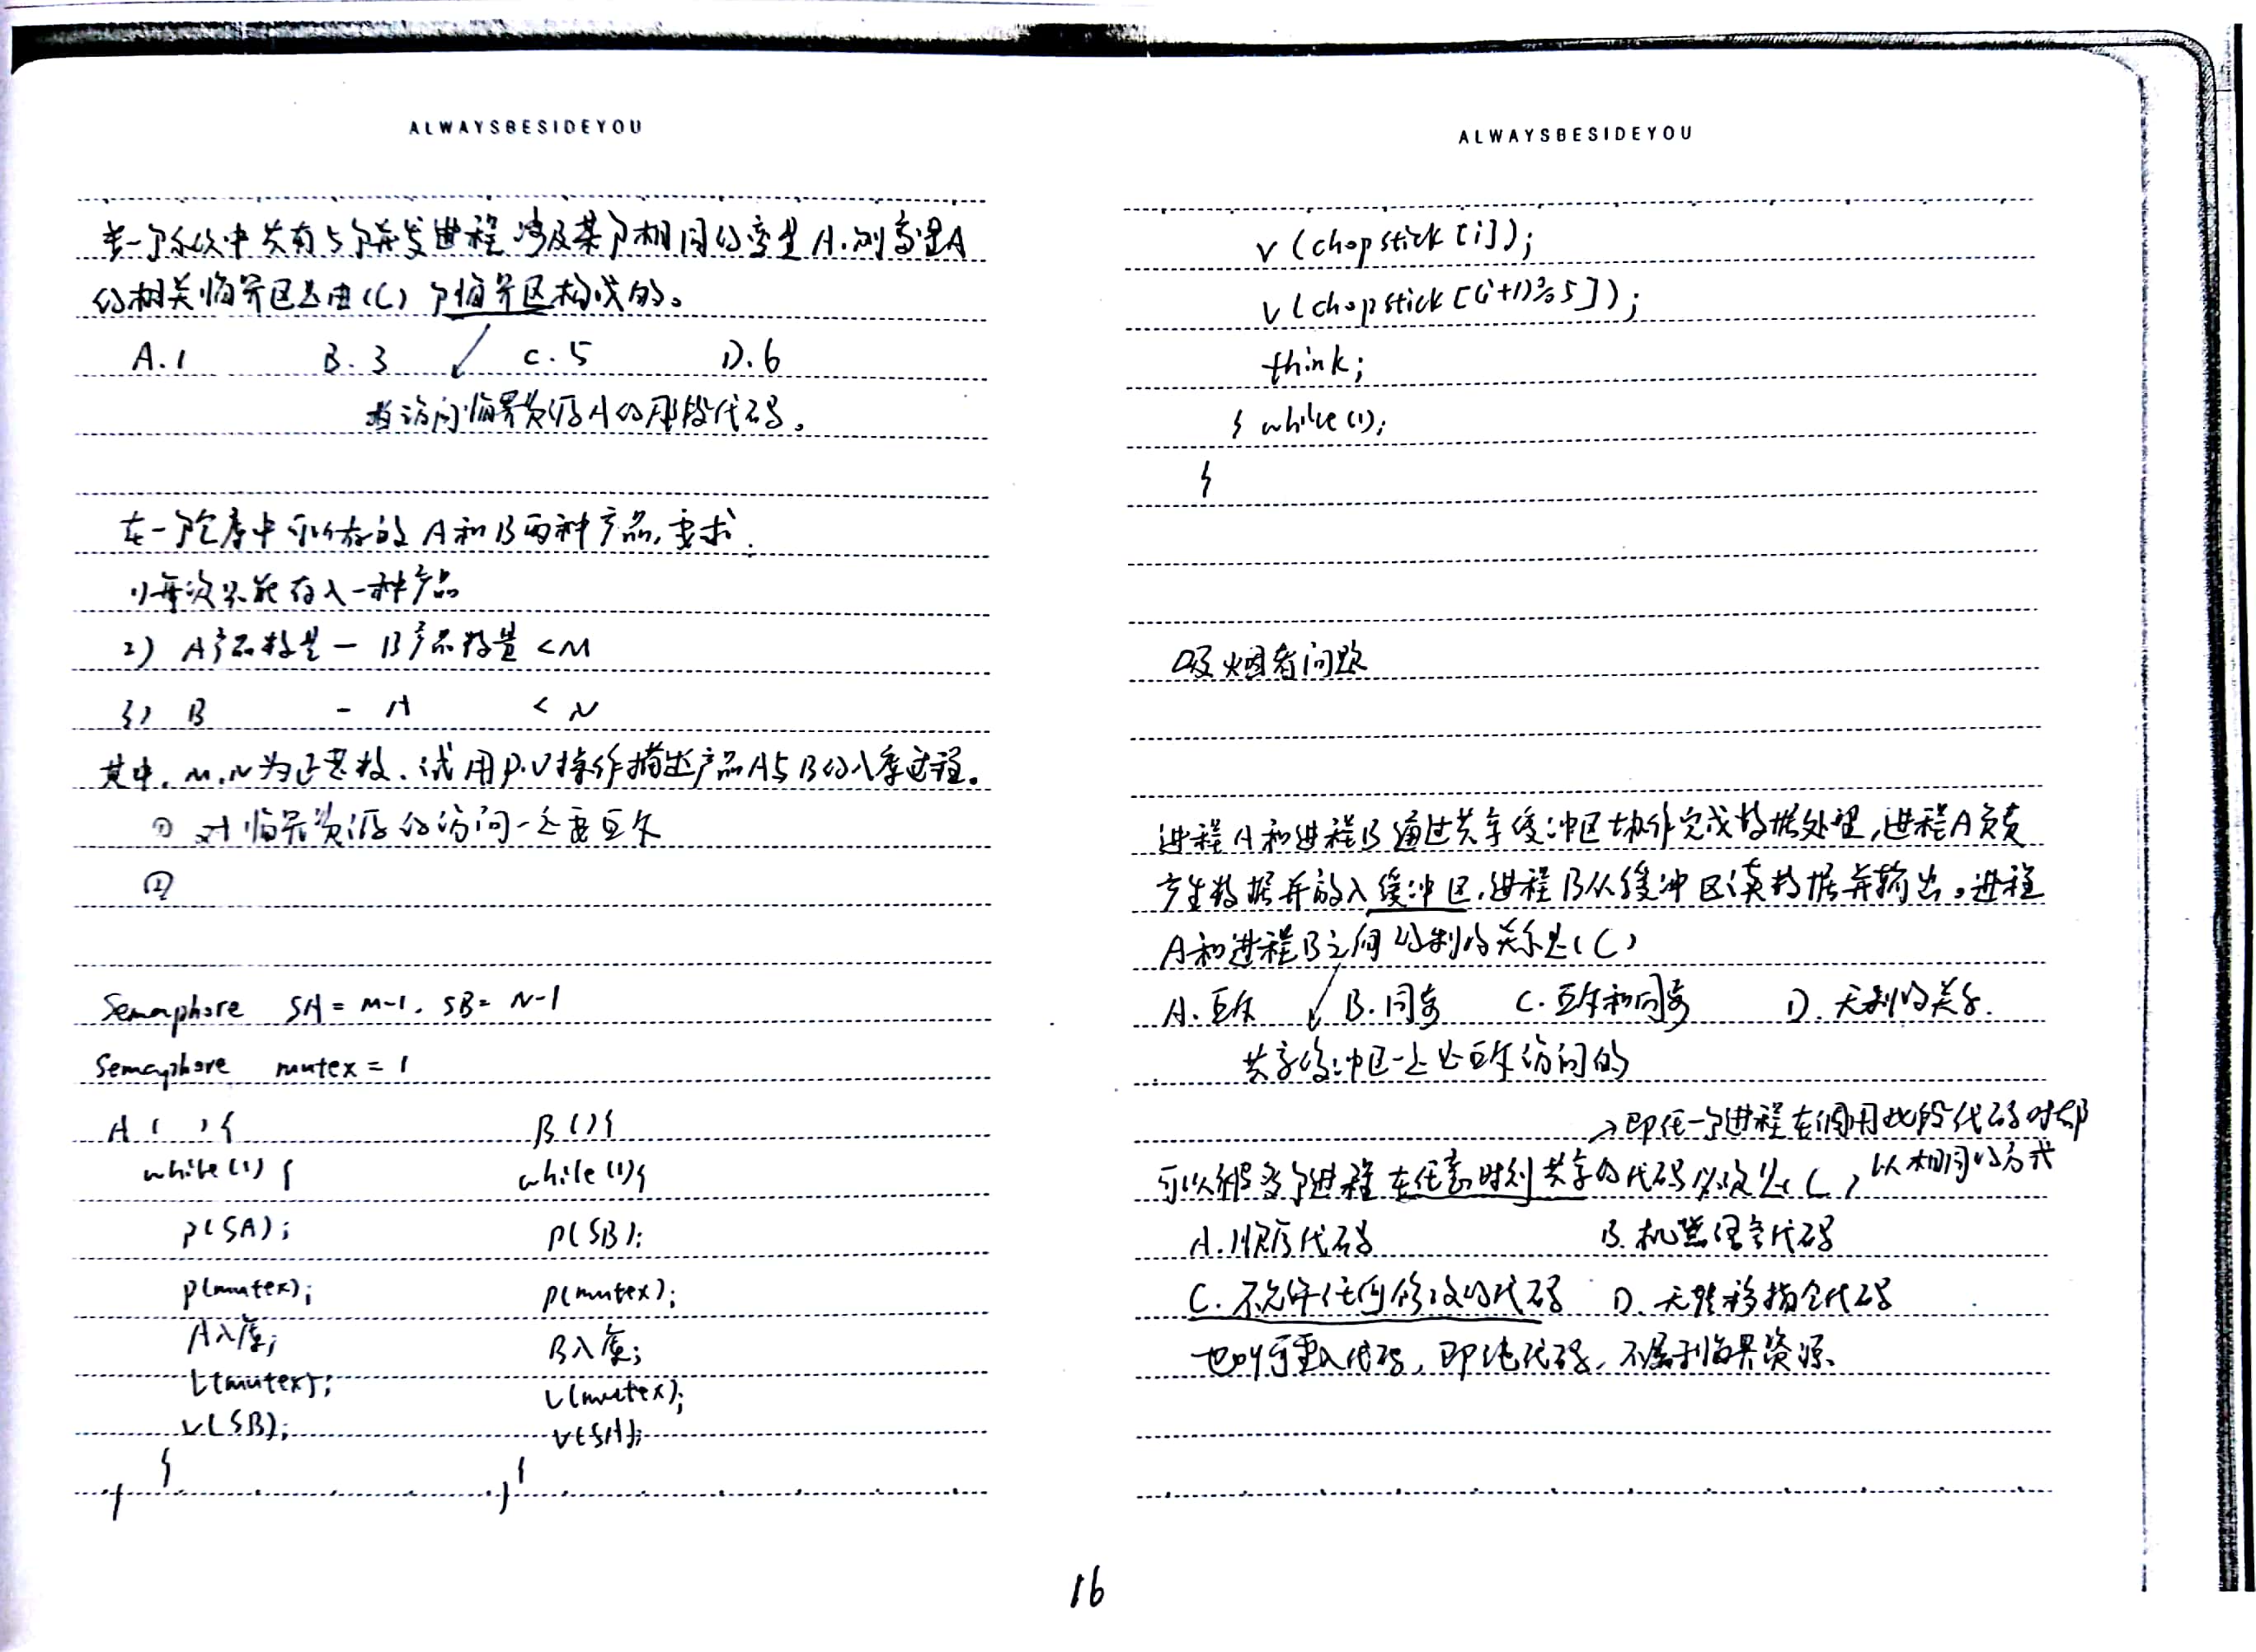 ALWAYSBESIDEYOU
若一个系统中共有5个并发进程涉及某个相同的变量A,则变量A
的相关临界区是由(C)个临界区构成的。
A.1 B.3 C.5 D.6
指访问临界资源A的那段代码。
在一个仓库中可以存放A和B两种产品,要求
1)每次只能存入一种产品
2) A产品数量-B产品数量<M
3) B - A < N
其中,M,N为正整数,试用P.V操作描述产品A与B的入库过程。
① 对临界资源的访问一定要互斥
②
Semaphore SA=M-1, SB=N-1
Semaphore mutex=1
A( ){ B(){
while(1){ while(1){
P(SA); P(SB);
P(mutex); P(mutex);
A入库; B入库;
V(mutex); V(mutex);
V(SB); V(SA);
} }
} }
ALWAYSBESIDEYOU
V(chopstick[i]);
V(chopstick[(i+1)%5]);
think;
} while(1);
}
吸烟者问题
进程A和进程B通过共享缓冲区协作完成数据处理,进程A负责
产生数据并放入缓冲区,进程B从缓冲区读数据并输出。进程
A和进程B之间的制约关系是(C)
A.互斥 B.同步 C.互斥和同步 D.无制约关系.
共享缓冲区一定是互斥访问的
→即任一个进程在调用此段代码时都
可以被多个进程在任意时刻共享的代码必须是(C) 以相同的方式
A.顺序代码 B.机器语言代码
C.不允许任何修改的代码 D.无转移指令代码
也叫可重入代码,即纯代码,不属于临界资源.
16